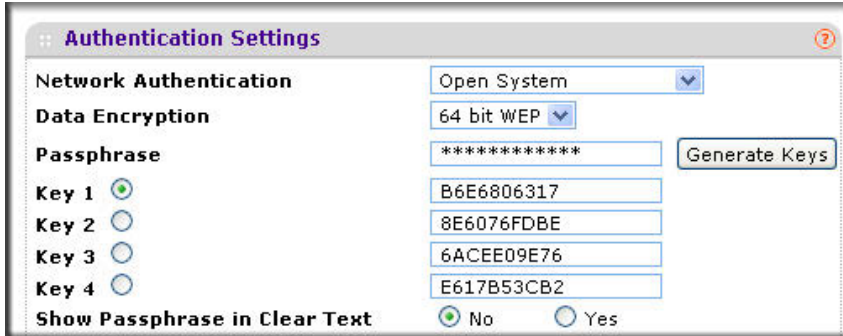 Authentication Settings ?
Network Authentication Open System
Data Encryption 64 bit WEP
Passphrase ************ Generate Keys
Key 1 B6E6806317
Key 2 8E6076FDBE
Key 3 6ACEE09E76
Key 4 E617B53CB2
Show Passphrase in Clear Text No Yes